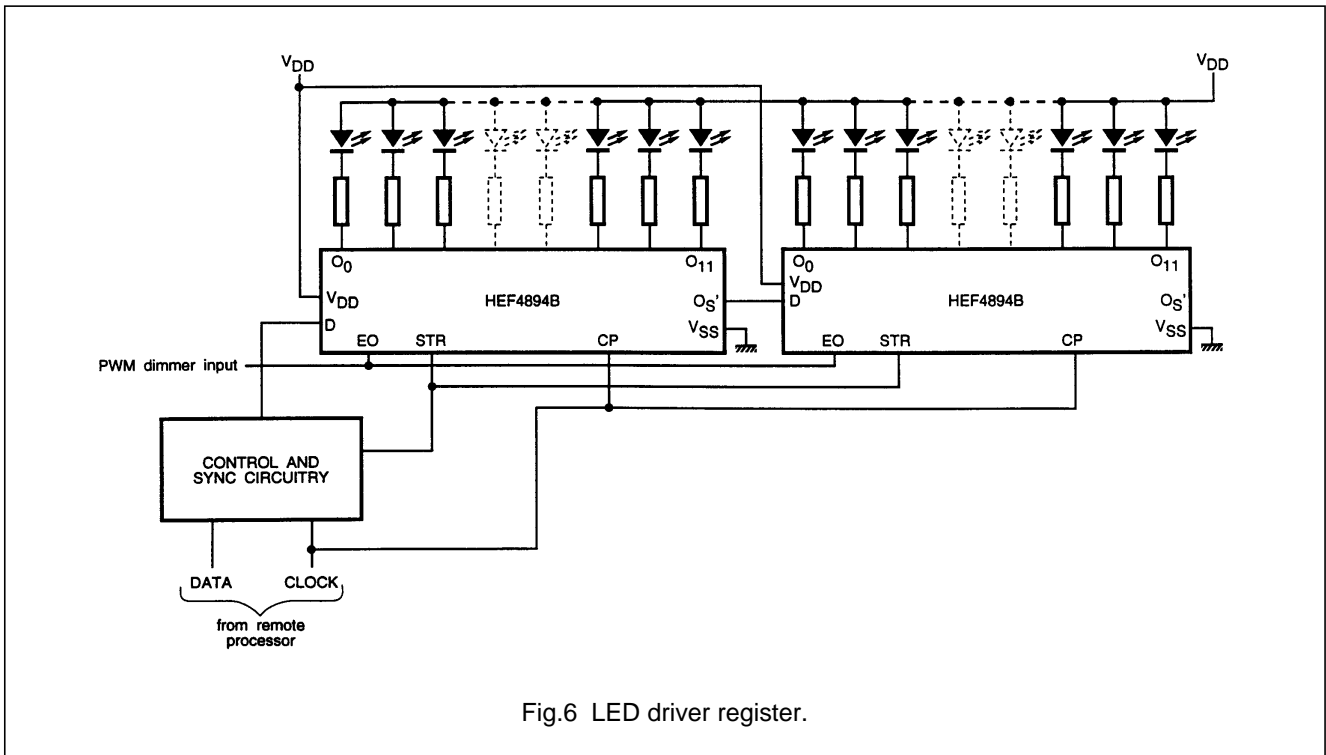 VDD
VDD
O0
O11
VDD
HEF4894B
OS'
D
VSS
EO
STR
CP
O0
O11
VDD
HEF4894B
OS'
D
VSS
EO
STR
CP
PWM dimmer input
CONTROL AND
SYNC CIRCUITRY
DATA
CLOCK
from remote
processor
Fig.6 LED driver register.